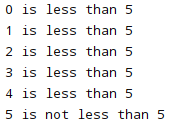 0 is less than 5
1 is less than 5
2 is less than 5
3 is less than 5
4 is less than 5
5 is not less than 5